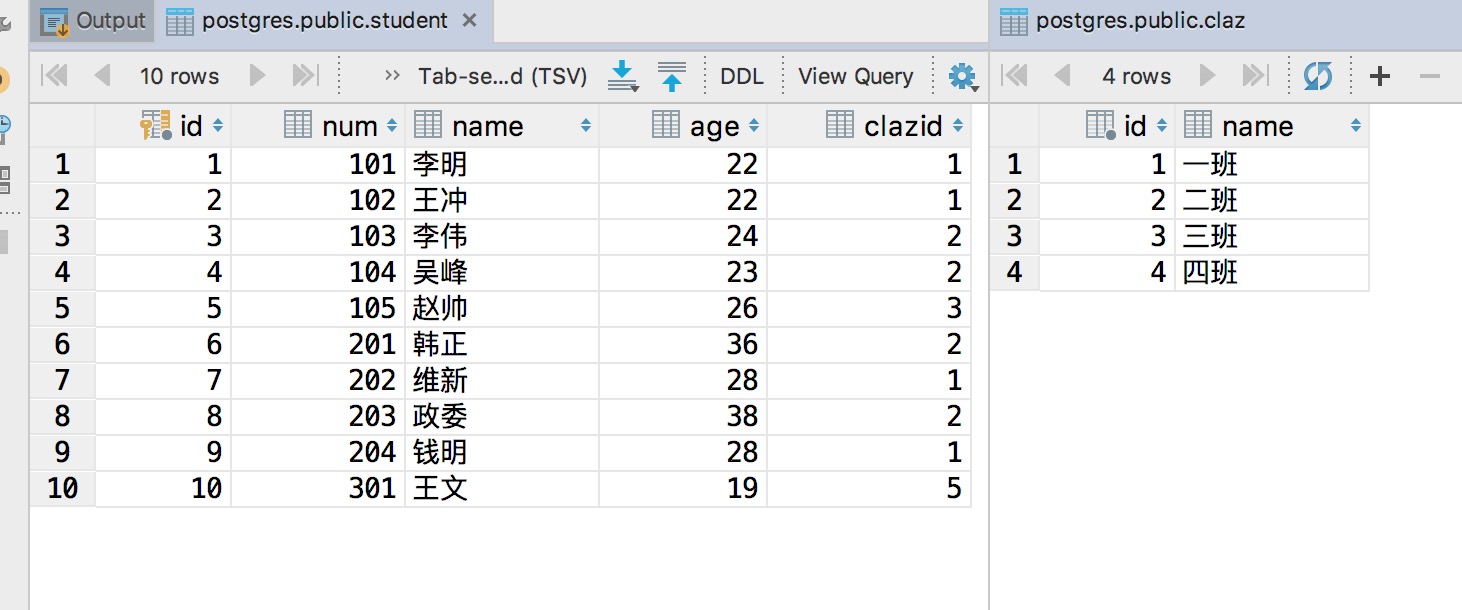 Output postgres.public.student × postgres.public.claz
10 rows >> Tab-se...d (TSV) DDL View Query 4 rows + −
id num name age clazid id name
1 1 101 李明 22 1 1 1 一班
2 2 102 王冲 22 1 2 2 二班
3 3 103 李伟 24 2 3 3 三班
4 4 104 吴峰 23 2 4 4 四班
5 5 105 赵帅 26 3
6 6 201 韩正 36 2
7 7 202 维新 28 1
8 8 203 政委 38 2
9 9 204 钱明 28 1
10 10 301 王文 19 5